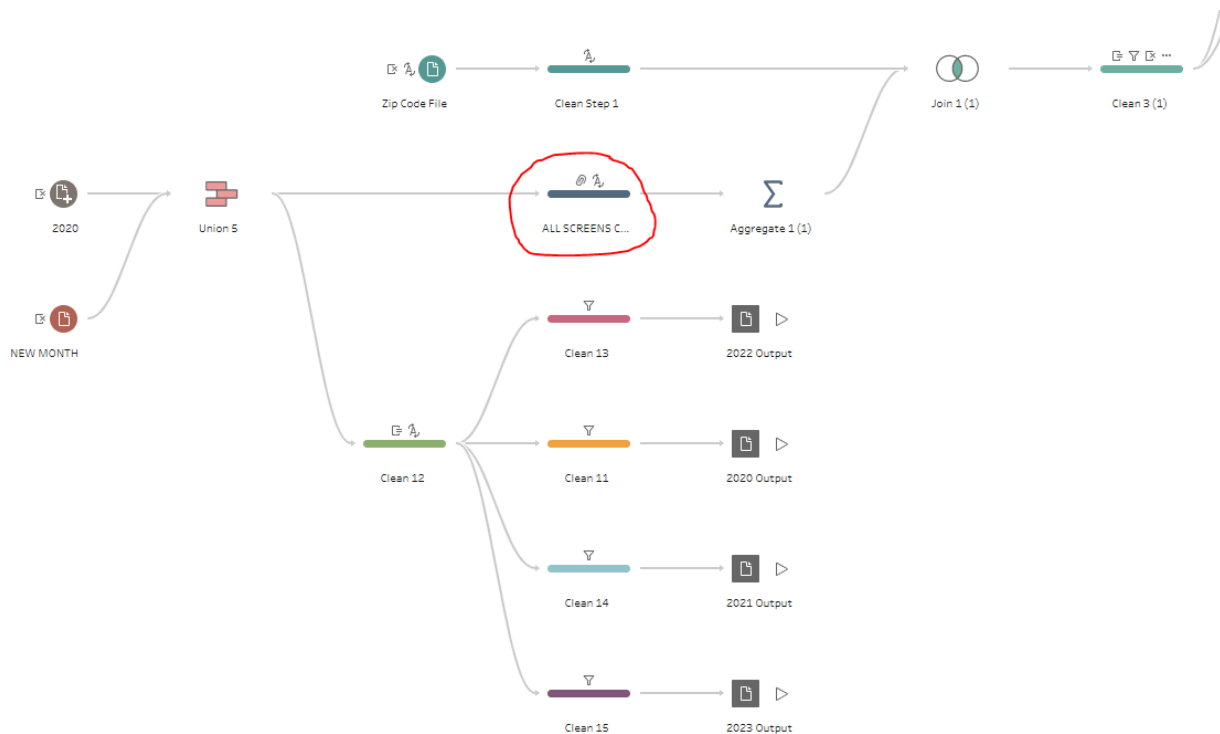 Zip Code File
Clean Step 1
Join 1 (1)
Clean 3 (1)
2020
Union 5
ALL SCREENS C...
Aggregate 1 (1)
NEW MONTH
Clean 13
2022 Output
Clean 12
Clean 11
2020 Output
Clean 14
2021 Output
Clean 15
2023 Output